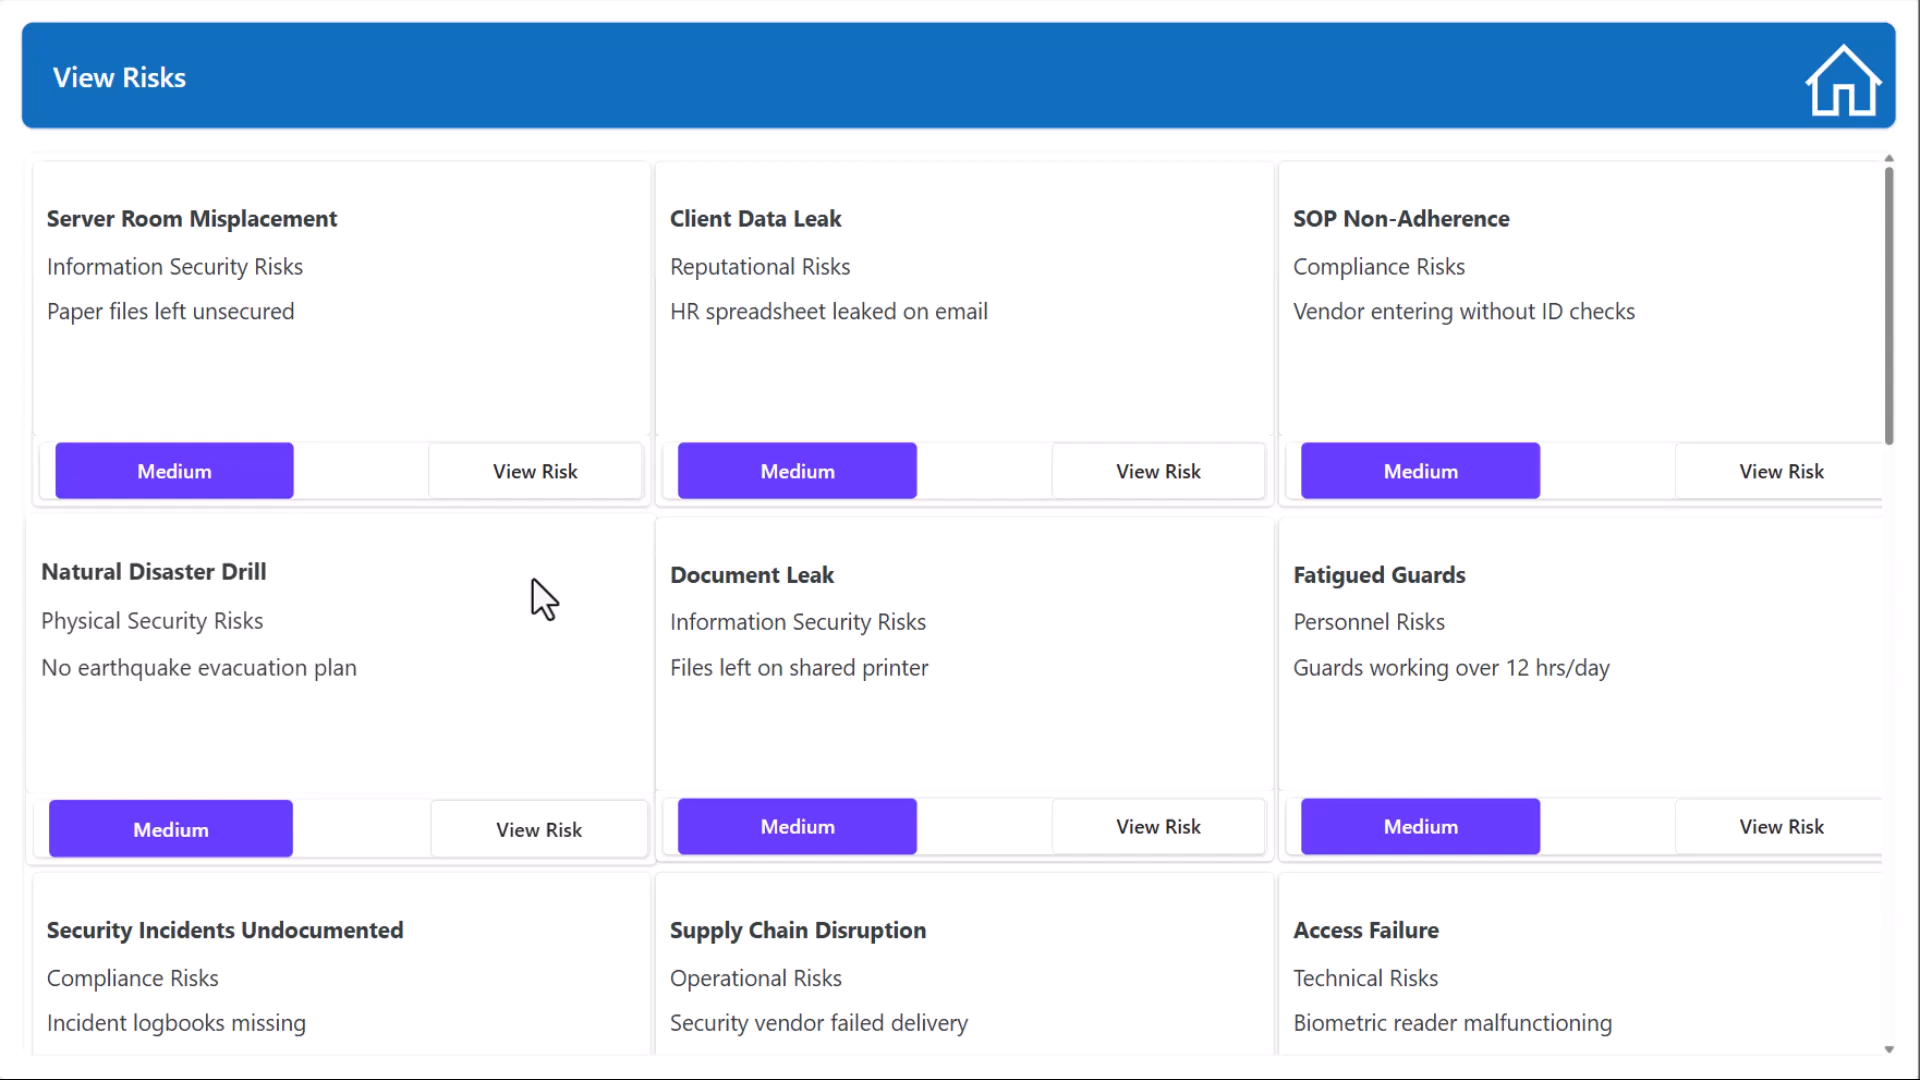 View Risks
Server Room Misplacement
Information Security Risks
Paper files left unsecured
Medium
View Risk
Client Data Leak
Reputational Risks
HR spreadsheet leaked on email
Medium
View Risk
SOP Non-Adherence
Compliance Risks
Vendor entering without ID checks
Medium
View Risk
Natural Disaster Drill
Physical Security Risks
No earthquake evacuation plan
Medium
View Risk
Document Leak
Information Security Risks
Files left on shared printer
Medium
View Risk
Fatigued Guards
Personnel Risks
Guards working over 12 hrs/day
Medium
View Risk
Security Incidents Undocumented
Compliance Risks
Incident logbooks missing
Supply Chain Disruption
Operational Risks
Security vendor failed delivery
Access Failure
Technical Risks
Biometric reader malfunctioning